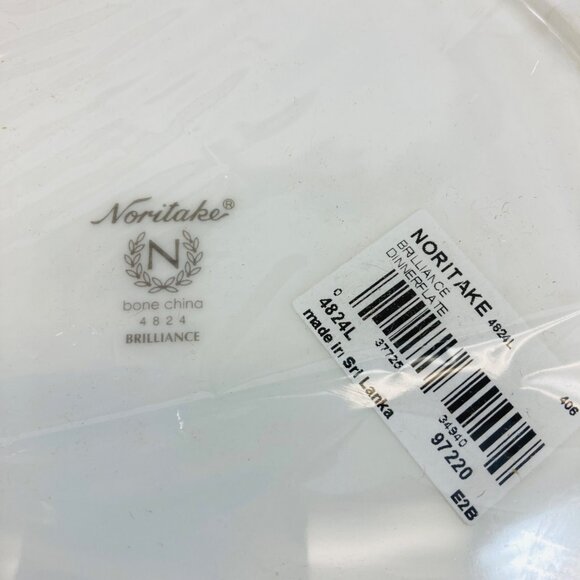 Noritake®
N
bone china
4824
BRILLIANCE
NORITAKE 4824L
BRILLIANCE
DINNERPLATE
406
0 37725 34940
4824L 97220
made in Sri Lanka E2B